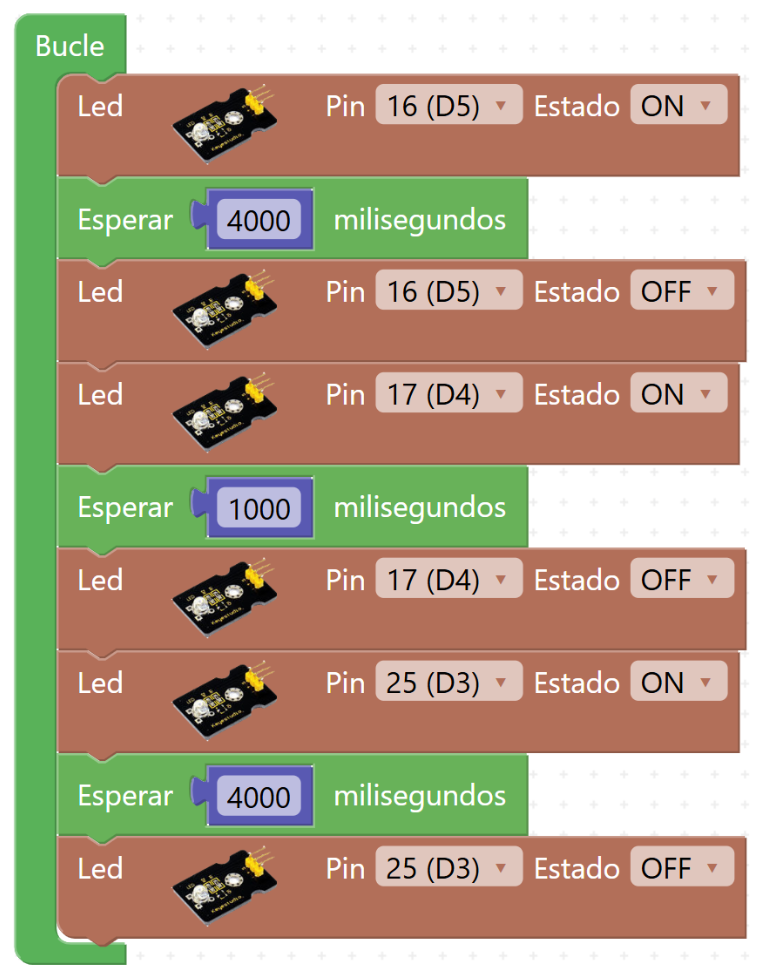 Bucle
Led Pin 16 (D5) Estado ON
Esperar 4000 milisegundos
Led Pin 16 (D5) Estado OFF
Led Pin 17 (D4) Estado ON
Esperar 1000 milisegundos
Led Pin 17 (D4) Estado OFF
Led Pin 25 (D3) Estado ON
Esperar 4000 milisegundos
Led Pin 25 (D3) Estado OFF